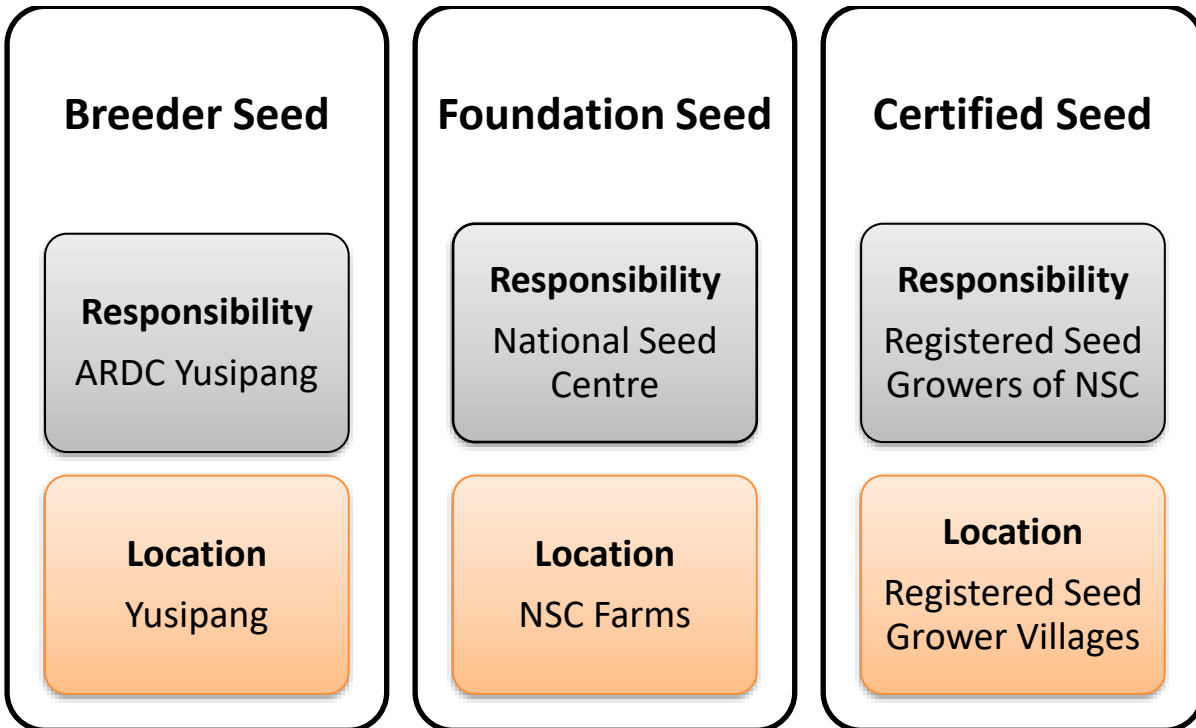 Breeder Seed
Responsibility
ARDC Yusipang
Location
Yusipang
Foundation Seed
Responsibility
National Seed
Centre
Location
NSC Farms
Certified Seed
Responsibility
Registered Seed
Growers of NSC
Location
Registered Seed
Grower Villages